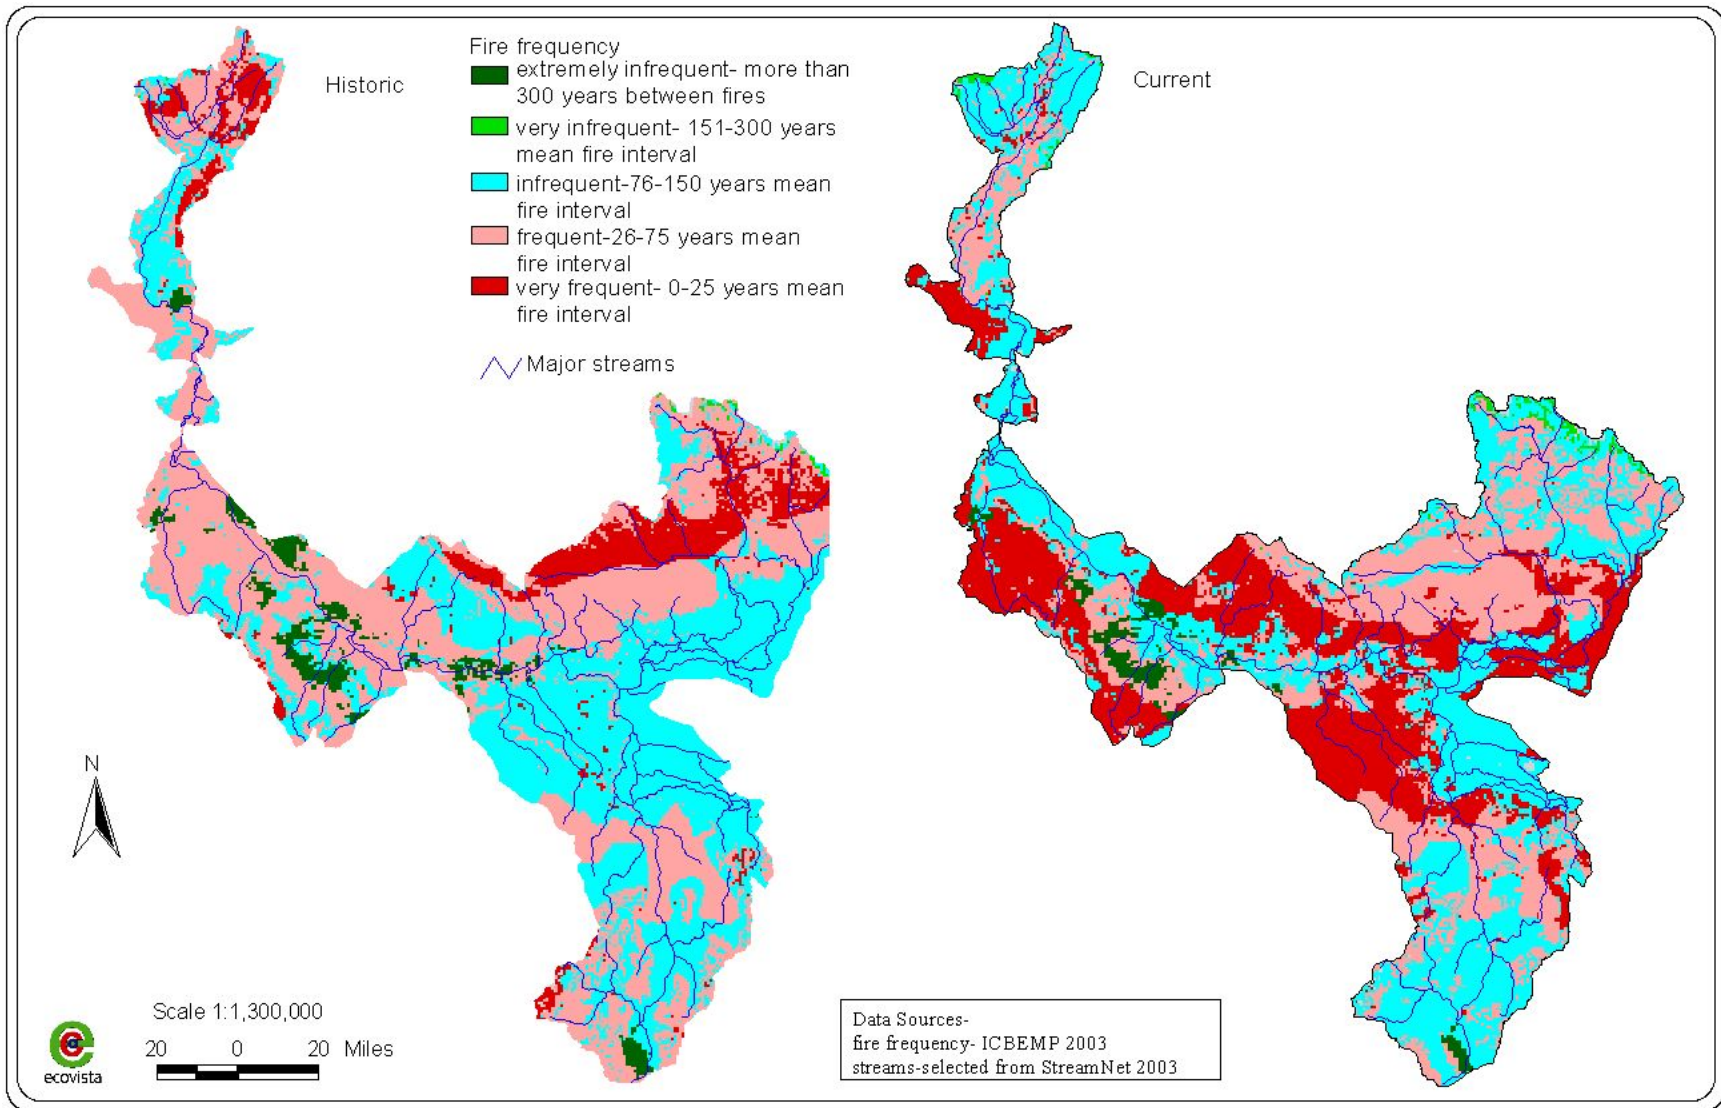 Historic
Fire frequency
extremely infrequent- more than
300 years between fires
very infrequent- 151-300 years
mean fire interval
infrequent-76-150 years mean
fire interval
frequent-26-75 years mean
fire interval
very frequent- 0-25 years mean
fire interval
Major streams
Current
N
Scale 1:1,300,000
20 0 20 Miles
ecovista
Data Sources-
fire frequency- ICBEMP 2003
streams-selected from StreamNet 2003